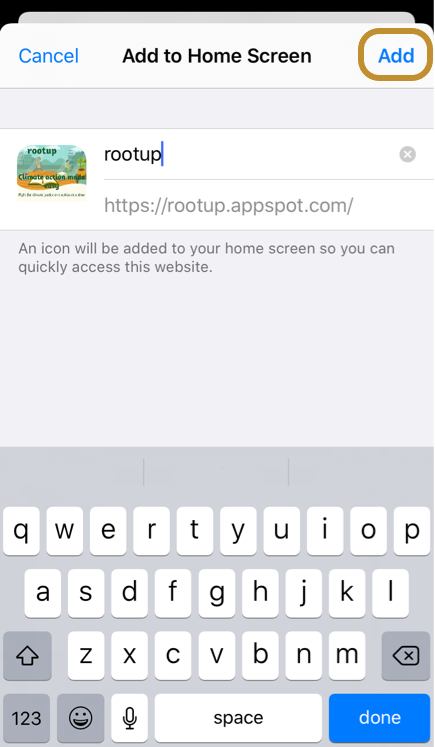 Cancel
Add to Home Screen
Add
rootup
rootup
Climate action made
easy
https://rootup.appspot.com/
An icon will be added to your home screen so you can
quickly access this website.
q w e r t y u i o p
a s d f g h j k l
z x c v b n m
123
space
done